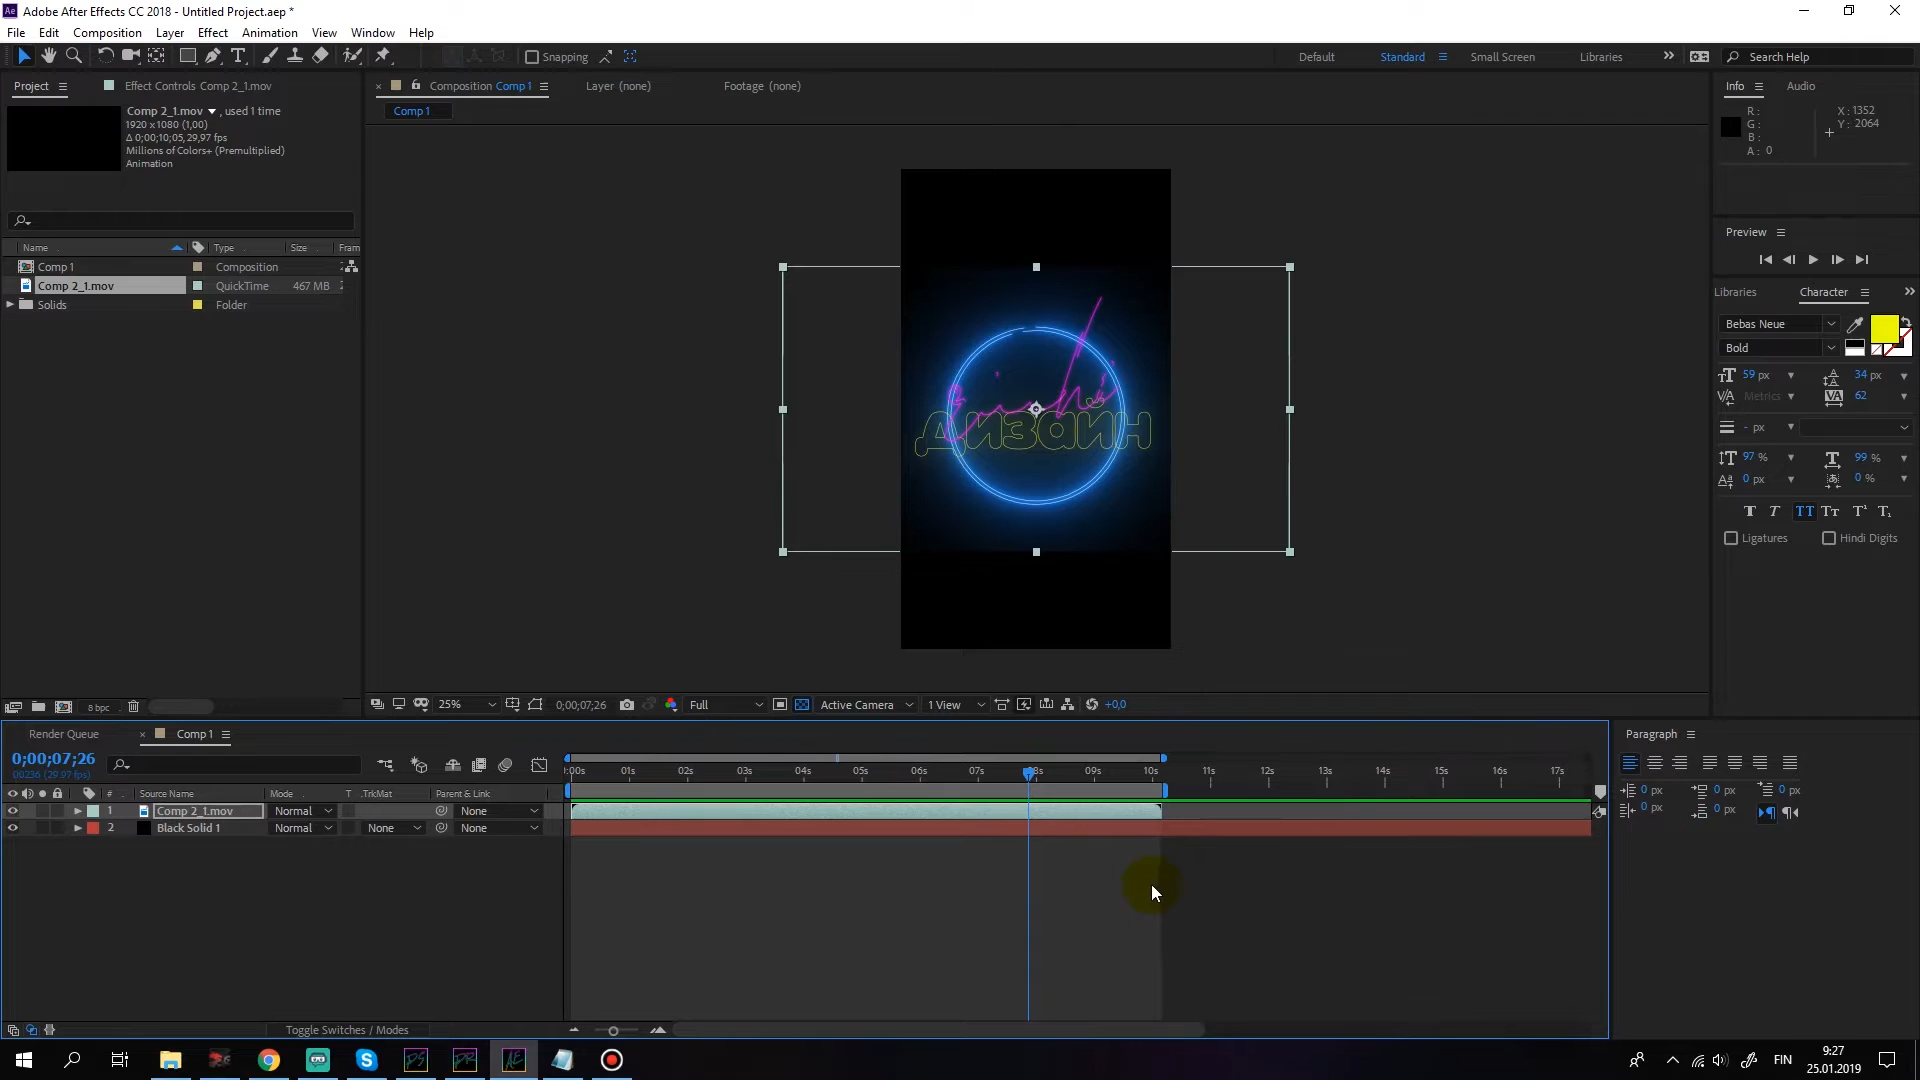 Adobe After Effects CC 2018 - Untitled Project.aep *
File Edit Composition Layer Effect Animation View Window Help
Snapping Default Standard Small Screen Libraries Search Help
Project Effect Controls Comp 2_1.mov
Composition Comp 1 Layer (none) Footage (none)
Info Audio
Comp 1
Comp 2_1.mov , used 1 time
1920 x 1080 (1,00)
Δ 0;00;10;05, 29,97 fps
Millions of Colors+ (Premultiplied)
Animation
R :
G :
B :
A : 0
X : 1352
Y : 2064
Preview
Name Type Size Fram
Comp 1 Composition
Comp 2_1.mov QuickTime 467 MB
Solids Folder
Libraries Character
Bebas Neue
Bold
59 px 34 px
Metrics 62
- px
97 % 99 %
0 px 0 %
Ligatures Hindi Digits
Дизайн
8 bpc
25% 0;00;07;26 Full Active Camera 1 View +0,0
Render Queue Comp 1
0;00;07;26
00236 (29.97 fps)
:00s 01s 02s 03s 04s 05s 06s 07s 8s 09s 10s 11s 12s 13s 14s 15s 16s 17s
# Source Name Mode T .TrkMat Parent & Link
1 Comp 2_1.mov Normal None
2 Black Solid 1 Normal None None
Toggle Switches / Modes
Paragraph
0 px 0 px 0 px
0 px 0 px
FIN
9:27
25.01.2019